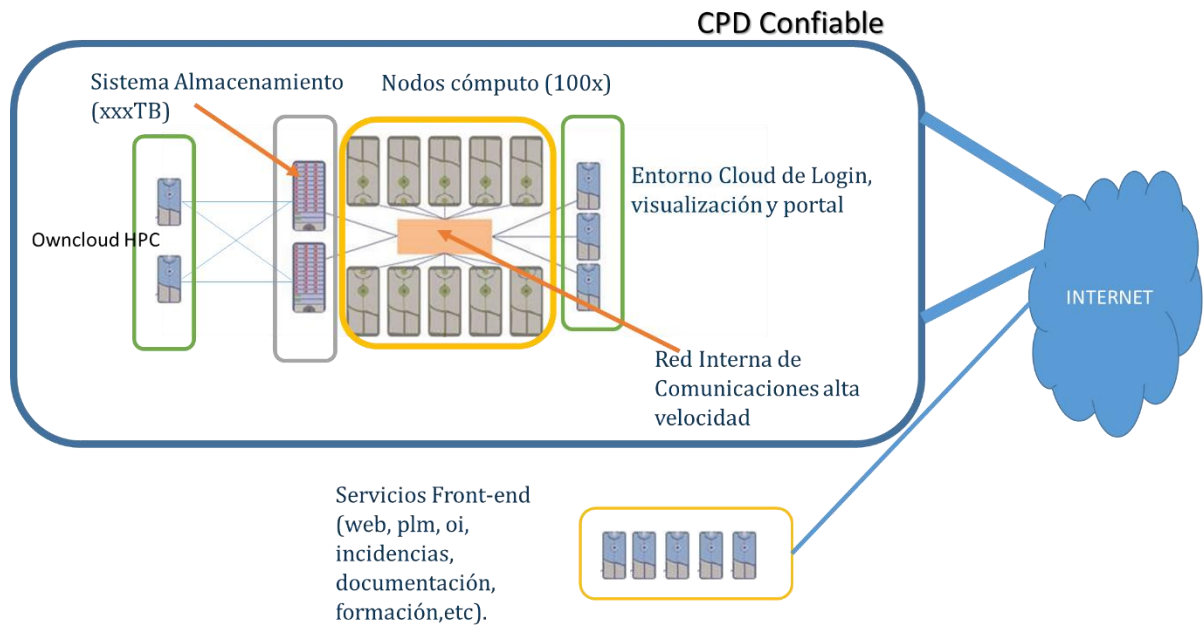 CPD Confiable
Sistema Almacenamiento
(xxxTB)
Nodos cómputo (100x)
Owncloud HPC
Entorno Cloud de Login,
visualización y portal
Red Interna de
Comunicaciones alta
velocidad
INTERNET
Servicios Front-end
(web, plm, oi,
incidencias,
documentación,
formación,etc).